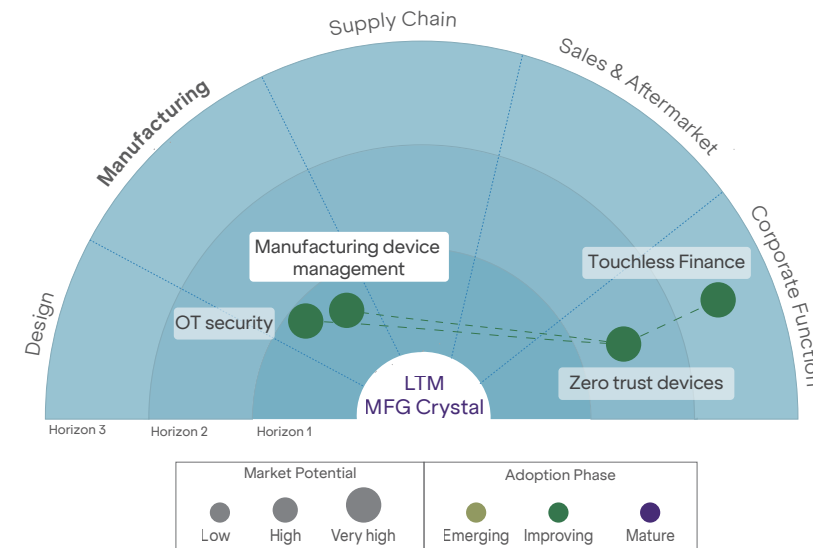 Supply Chain
Sales & Aftermarket
Manufacturing
Corporate Function
Design
Manufacturing device
management
Touchless Finance
OT security
Zero trust devices
LTM
MFG Crystal
Horizon 3
Horizon 2
Horizon 1
Market Potential
Low
High
Very high
Adoption Phase
Emerging
Improving
Mature